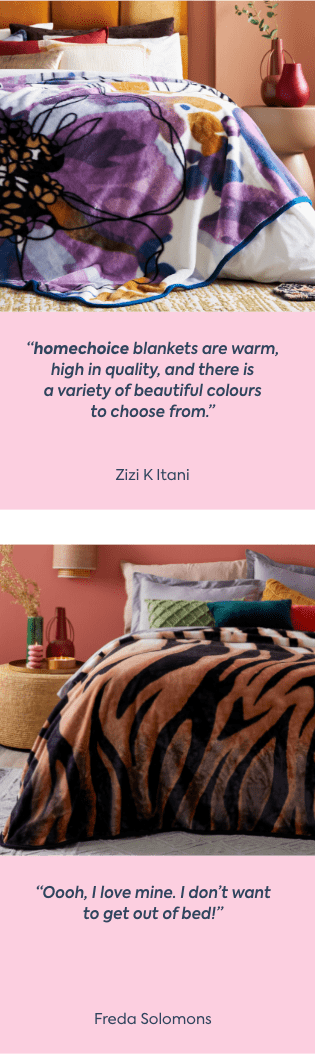 “homechoice blankets are warm,
high in quality, and there is
a variety of beautiful colours
to choose from.”
Zizi K Itani
“Oooh, I love mine. I don’t want
to get out of bed!”
Freda Solomons